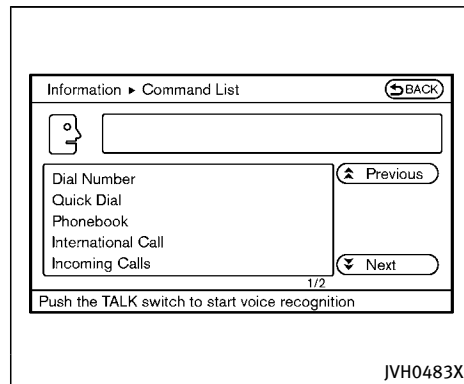 Information ▸ Command List
BACK
Dial Number
Quick Dial
Phonebook
International Call
Incoming Calls
Previous
Next
1/2
Push the TALK switch to start voice recognition
JVH0483X